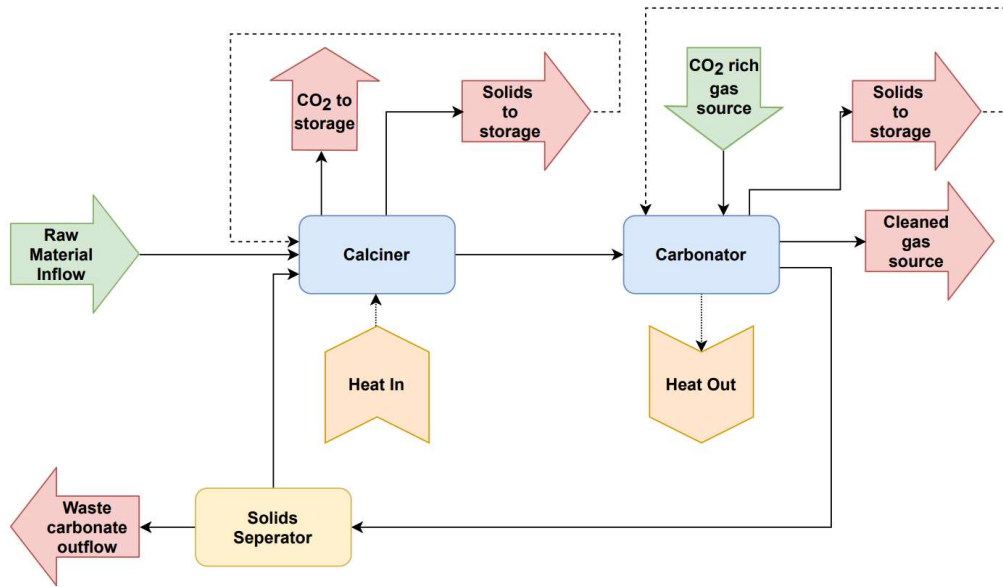 CO2 to
storage
Solids
to
storage
CO2 rich
gas
source
Solids
to
storage
Raw
Material
Inflow
Calciner
Carbonator
Cleaned
gas
source
Heat In
Heat Out
Waste
carbonate
outflow
Solids
Seperator